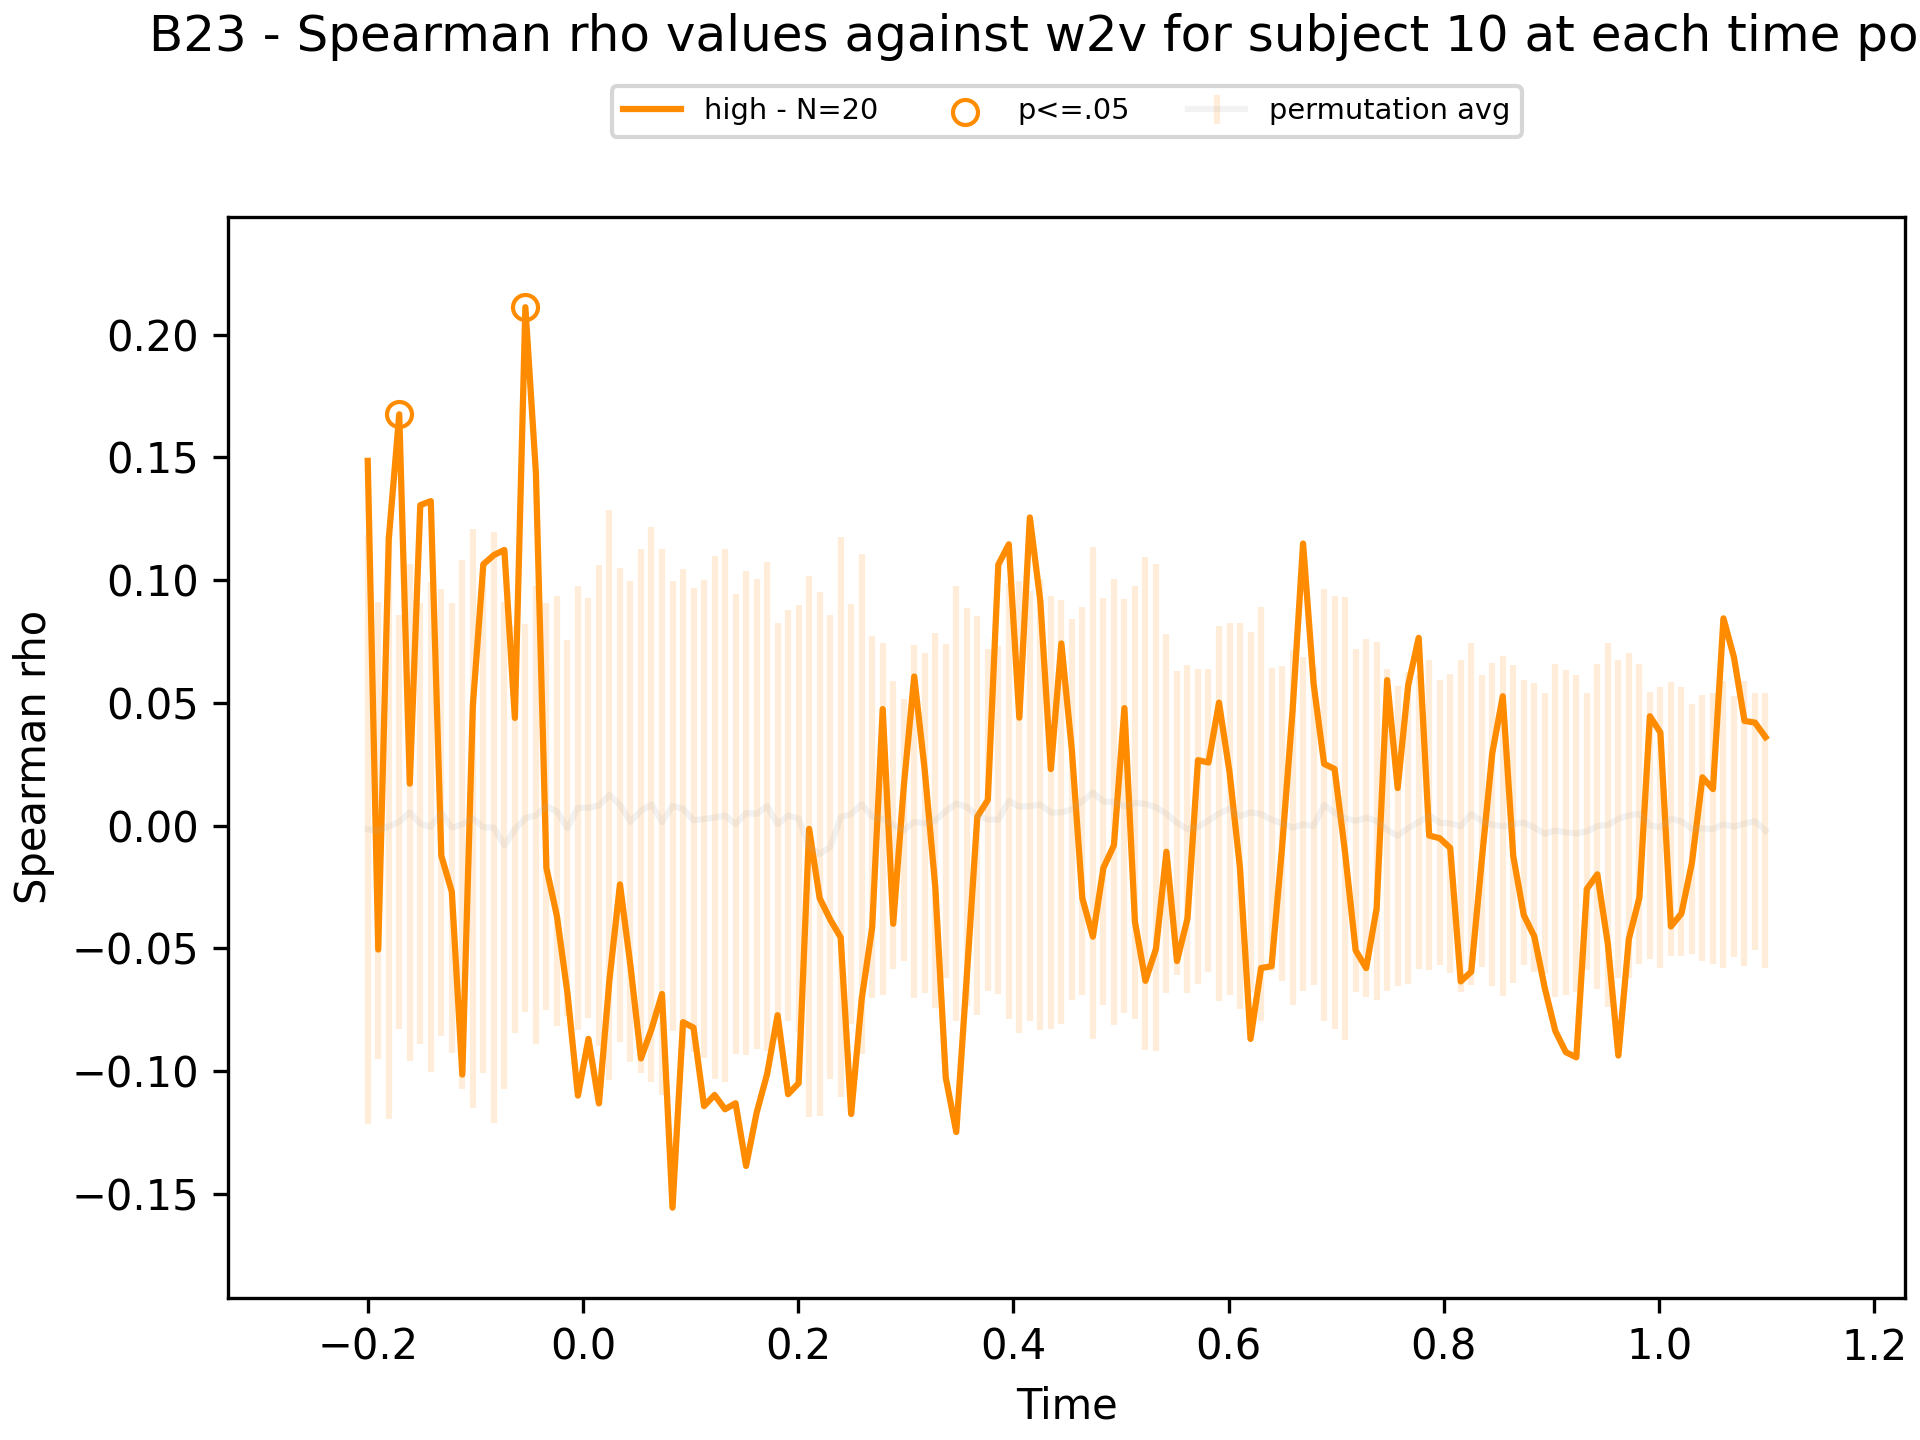 B23 - Spearman rho values against w2v for subject 10 at each time po
high - N=20 p<=.05 permutation avg
Spearman rho
0.20
0.15
0.10
0.05
0.00
−0.05
−0.10
−0.15
−0.2 0.0 0.2 0.4 0.6 0.8 1.0 1.2
Time